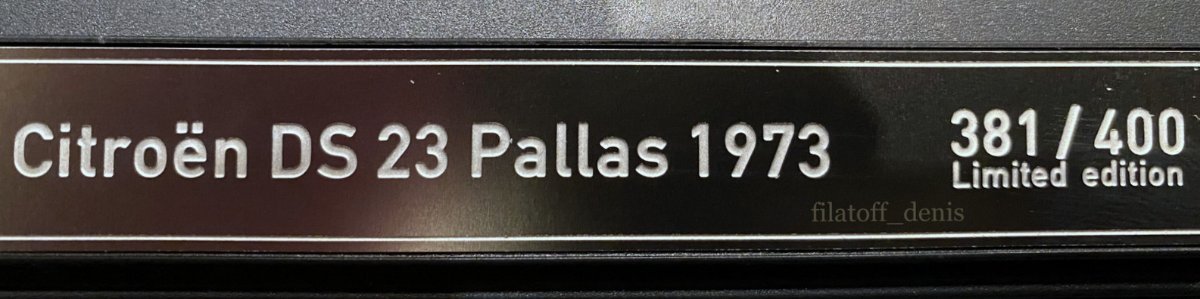 Citroën DS 23 Pallas 1973
381 / 400
Limited edition
filatoff_denis